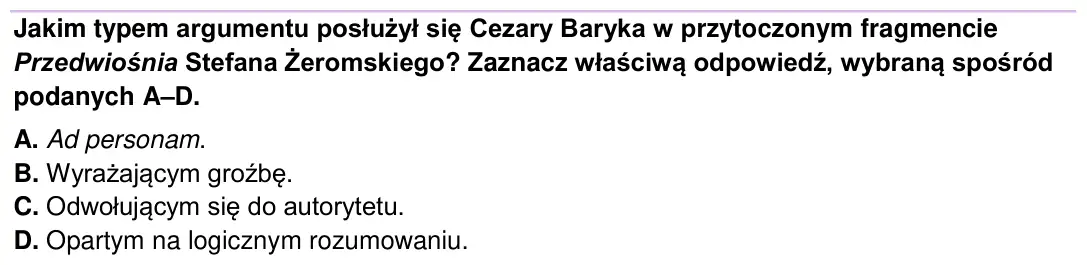 Jakim typem argumentu posłużył się Cezary Baryka w przytoczonym fragmencie
Przedwiośnia Stefana Żeromskiego? Zaznacz właściwą odpowiedź, wybraną spośród
podanych A–D.
A. Ad personam.
B. Wyrażającym groźbę.
C. Odwołującym się do autorytetu.
D. Opartym na logicznym rozumowaniu.